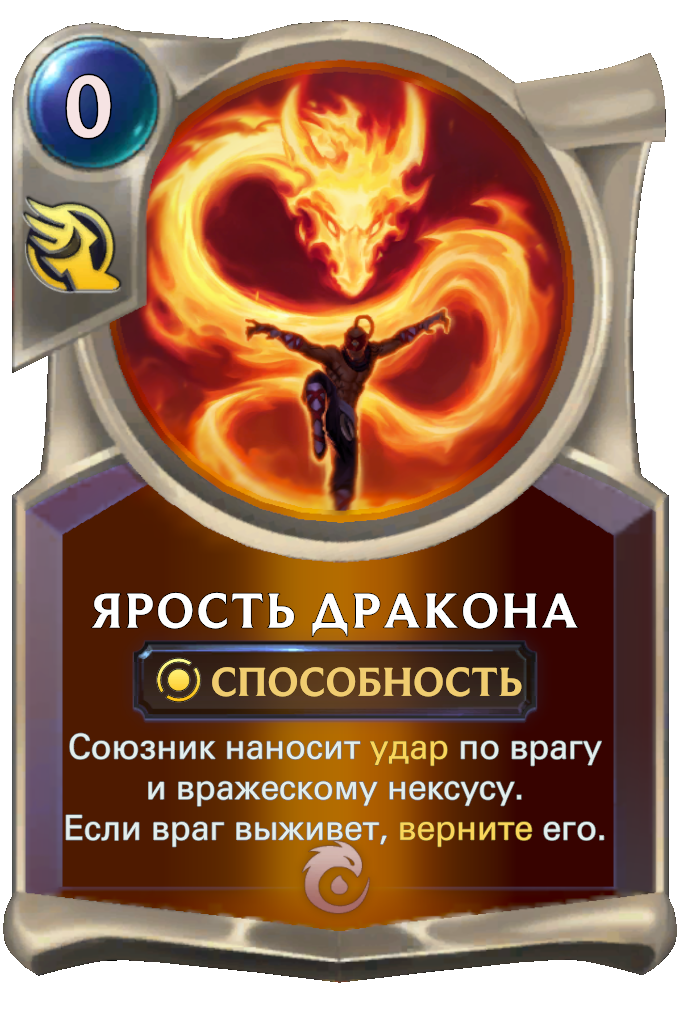 0
ЯРОСТЬ ДРАКОНА
СПОСОБНОСТЬ
Союзник наносит удар по врагу
и вражескому нексусу.
Если враг выживет, верните его.